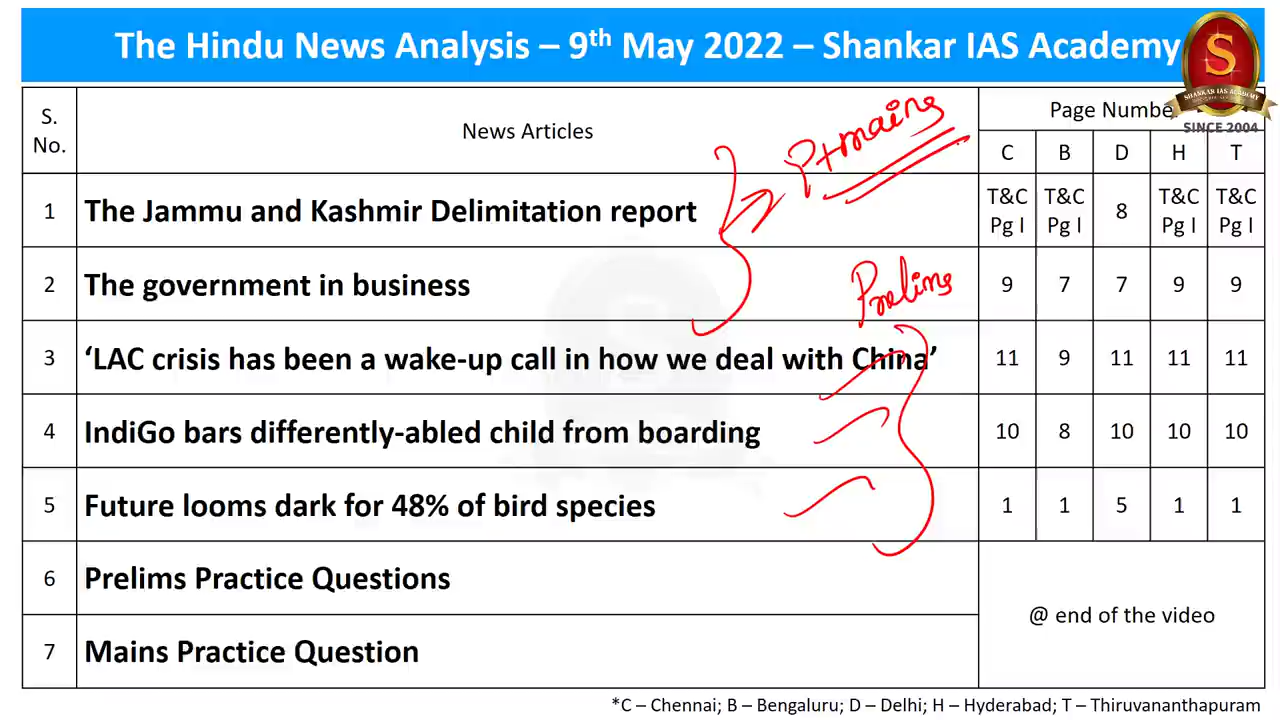 The Hindu News Analysis – 9th May 2022 – Shankar IAS Academy
S
SHANKAR IAS ACADEMY
SINCE 2004
S. No. News Articles Page Number
C B D H T
1 The Jammu and Kashmir Delimitation report T&C Pg I T&C Pg I 8 T&C Pg I T&C Pg I
P+mains
2 The government in business 9 7 7 9 9
Prelims
3 ‘LAC crisis has been a wake-up call in how we deal with China’ 11 9 11 11 11
4 IndiGo bars differently-abled child from boarding 10 8 10 10 10
5 Future looms dark for 48% of bird species 1 1 5 1 1
6 Prelims Practice Questions
@ end of the video
7 Mains Practice Question
*C – Chennai; B – Bengaluru; D – Delhi; H – Hyderabad; T – Thiruvananthapuram